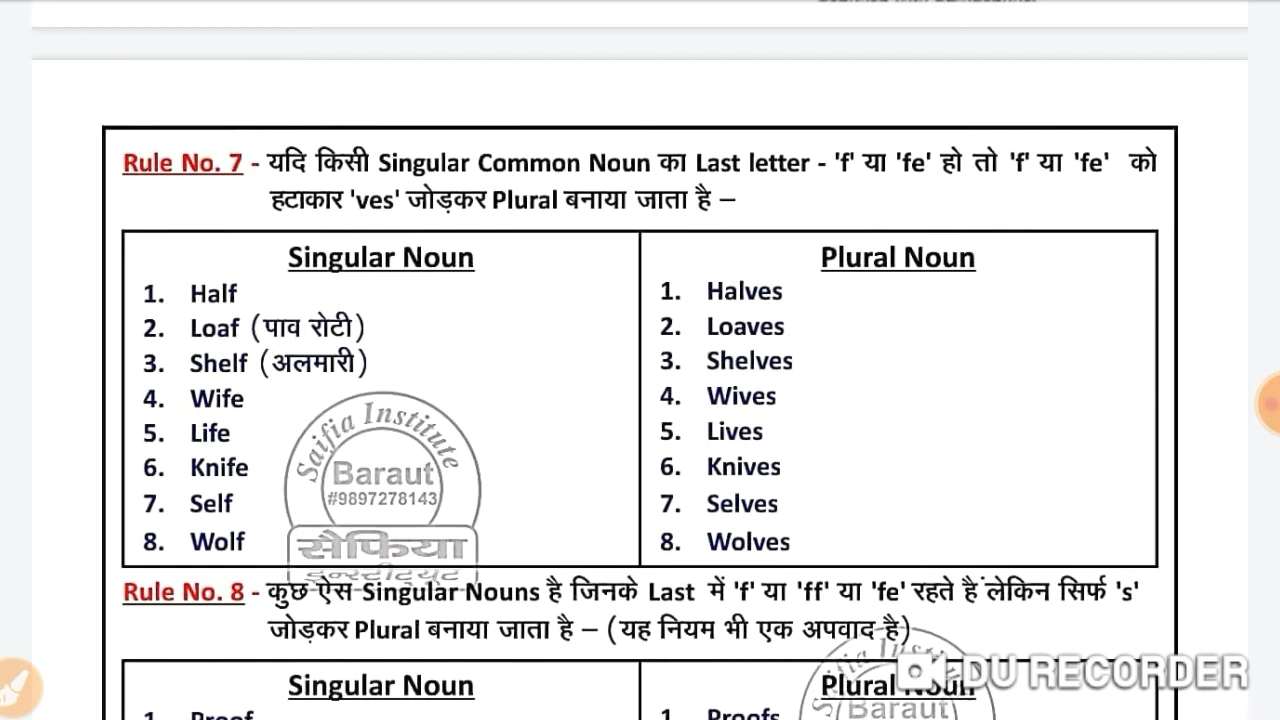 Rule No. 7 - यदि किसी Singular Common Noun का Last letter - 'f' या 'fe' हो तो 'f' या 'fe' को
हटाकार 'ves' जोड़कर Plural बनाया जाता है –
Singular Noun
1. Half
2. Loaf (पाव रोटी)
3. Shelf (अलमारी)
4. Wife
5. Life
6. Knife
7. Self
8. Wolf
Plural Noun
1. Halves
2. Loaves
3. Shelves
4. Wives
5. Lives
6. Knives
7. Selves
8. Wolves
Saifia Institute
Baraut
#9897278143
सैफिया
इन्स्टीट्यूट
Rule No. 8 - कुछ ऐस Singular Nouns है जिनके Last में 'f' या 'ff' या 'fe' रहते हैं लेकिन सिर्फ 's'
जोड़कर Plural बनाया जाता है – (यह नियम भी एक अपवाद है)
Singular Noun
1. Proof
Plural Noun
1. Proofs
Baraut
DU RECORDER